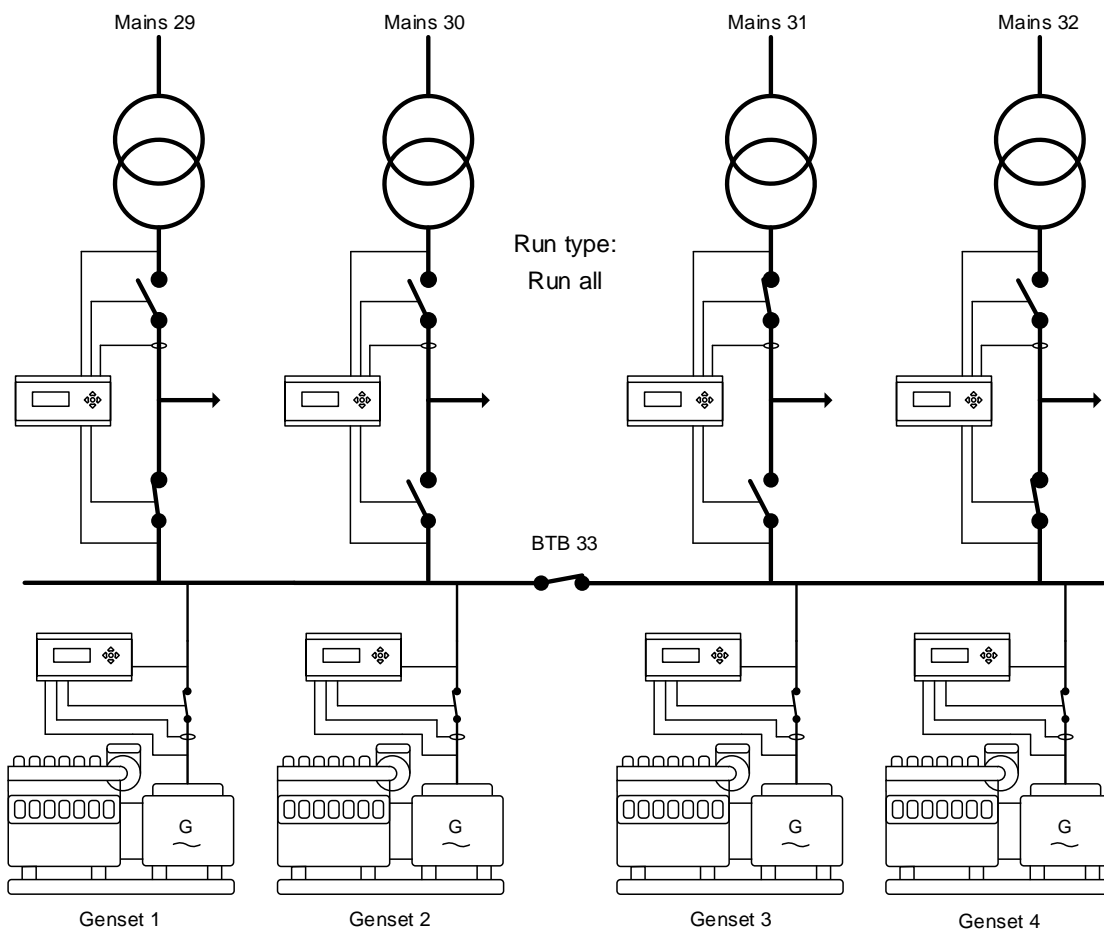 Mains 29
Mains 30
Mains 31
Mains 32
Run type:
Run all
BTB 33
G
G
G
G
Genset 1
Genset 2
Genset 3
Genset 4